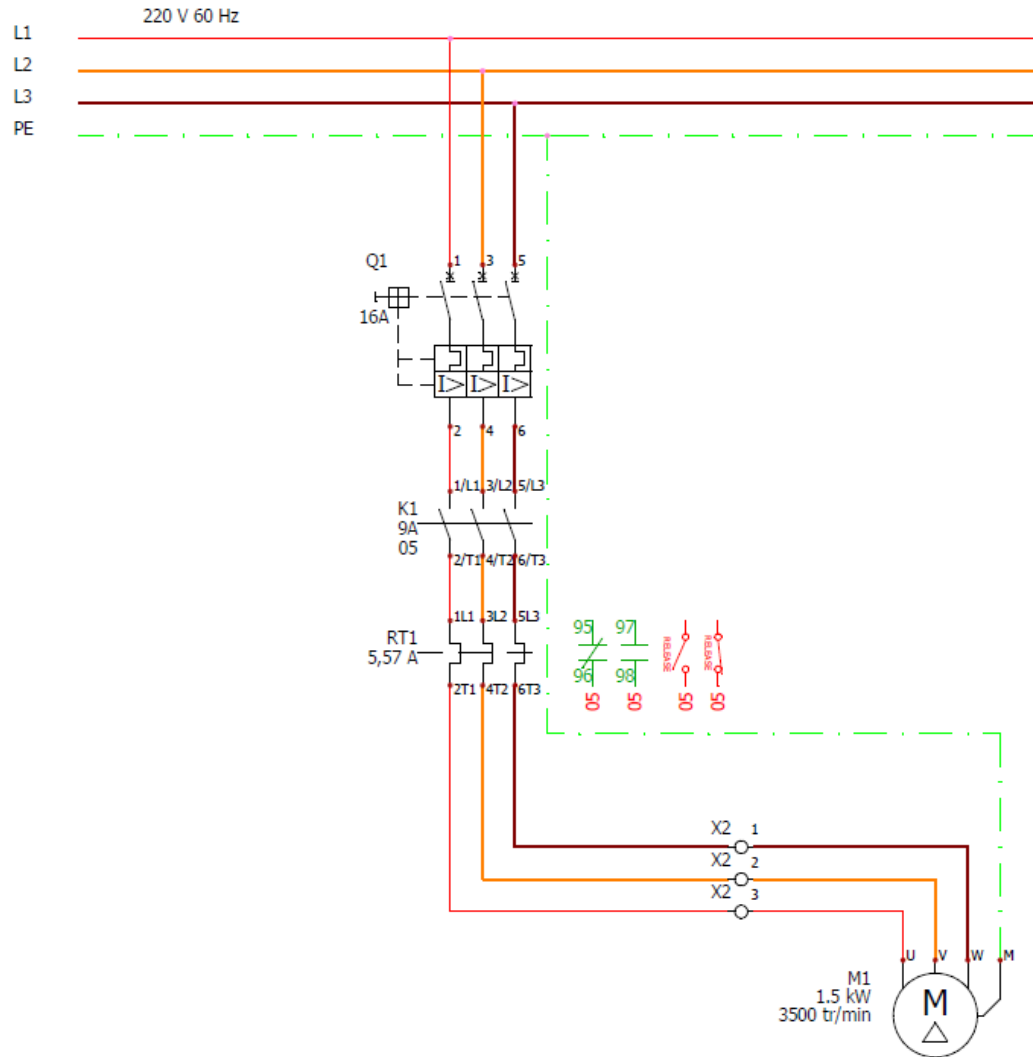 220 V 60 Hz
L1
L2
L3
PE
Q1
16A
1 3 5
I> I> I>
2 4 6
1/L1 3/L2 5/L3
K1
9A
05
2/T1 4/T2 6/T3
1L1 3L2 5L3
RT1
5,57 A
2T1 4T2 6T3
95 97
RELEASE RELEASE
96 98
05 05 05 05
X2 1
X2 2
X2 3
U V W M
M1
1.5 kW
3500 tr/min
M